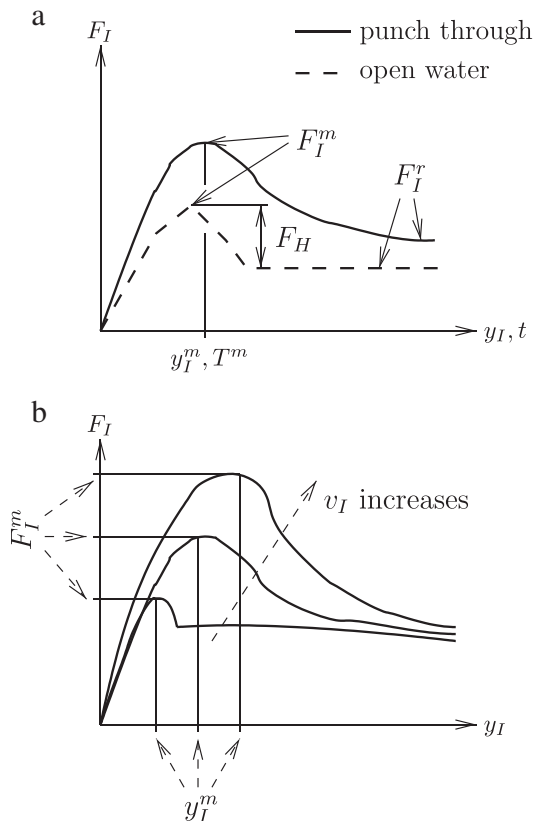 a
F_I
punch through
open water
F_I^m
F_I^r
F_H
y_I, t
y_I^m, T^m
b
F_I
v_I increases
F_I^m
y_I
y_I^m